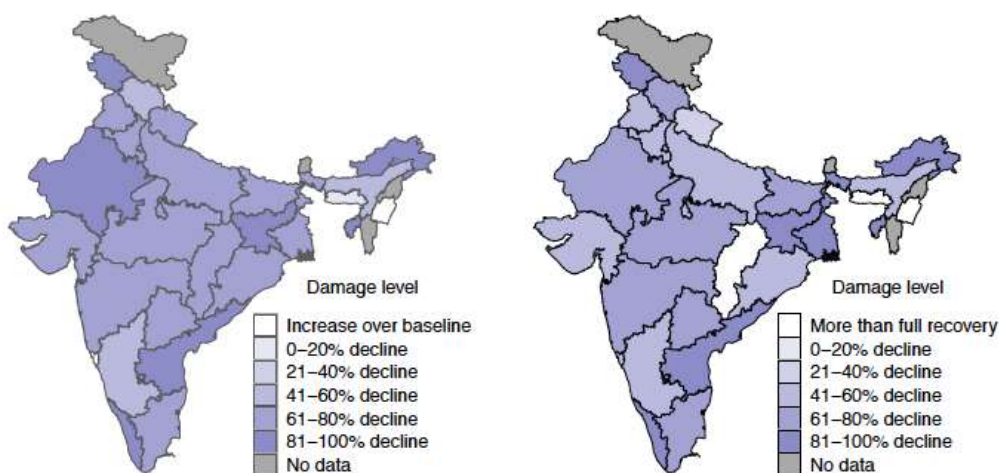 Damage level
Increase over baseline
0–20% decline
21–40% decline
41–60% decline
61–80% decline
81–100% decline
No data
Damage level
More than full recovery
0–20% decline
21–40% decline
41–60% decline
61–80% decline
81–100% decline
No data